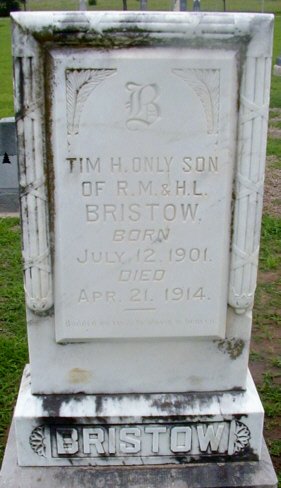 B
TIM H. ONLY SON
OF R.M. & H.L.
BRISTOW.
BORN
JULY, 12, 1901.
DIED
APR. 21, 1914.
BRISTOW